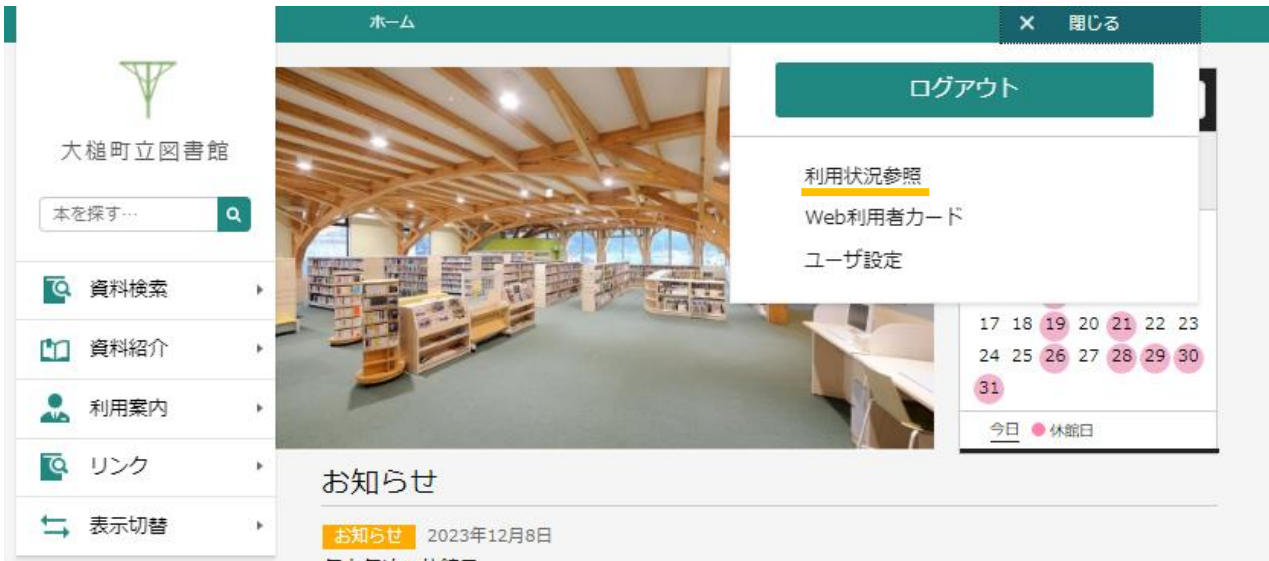 ホーム
× 閉じる
大槌町立図書館
本を探す…
資料検索
資料紹介
利用案内
リンク
表示切替
ログアウト
利用状況参照
Web利用者カード
ユーザ設定
17 18 19 20 21 22 23
24 25 26 27 28 29 30
31
今日 休館日
お知らせ
お知らせ 2023年12月8日